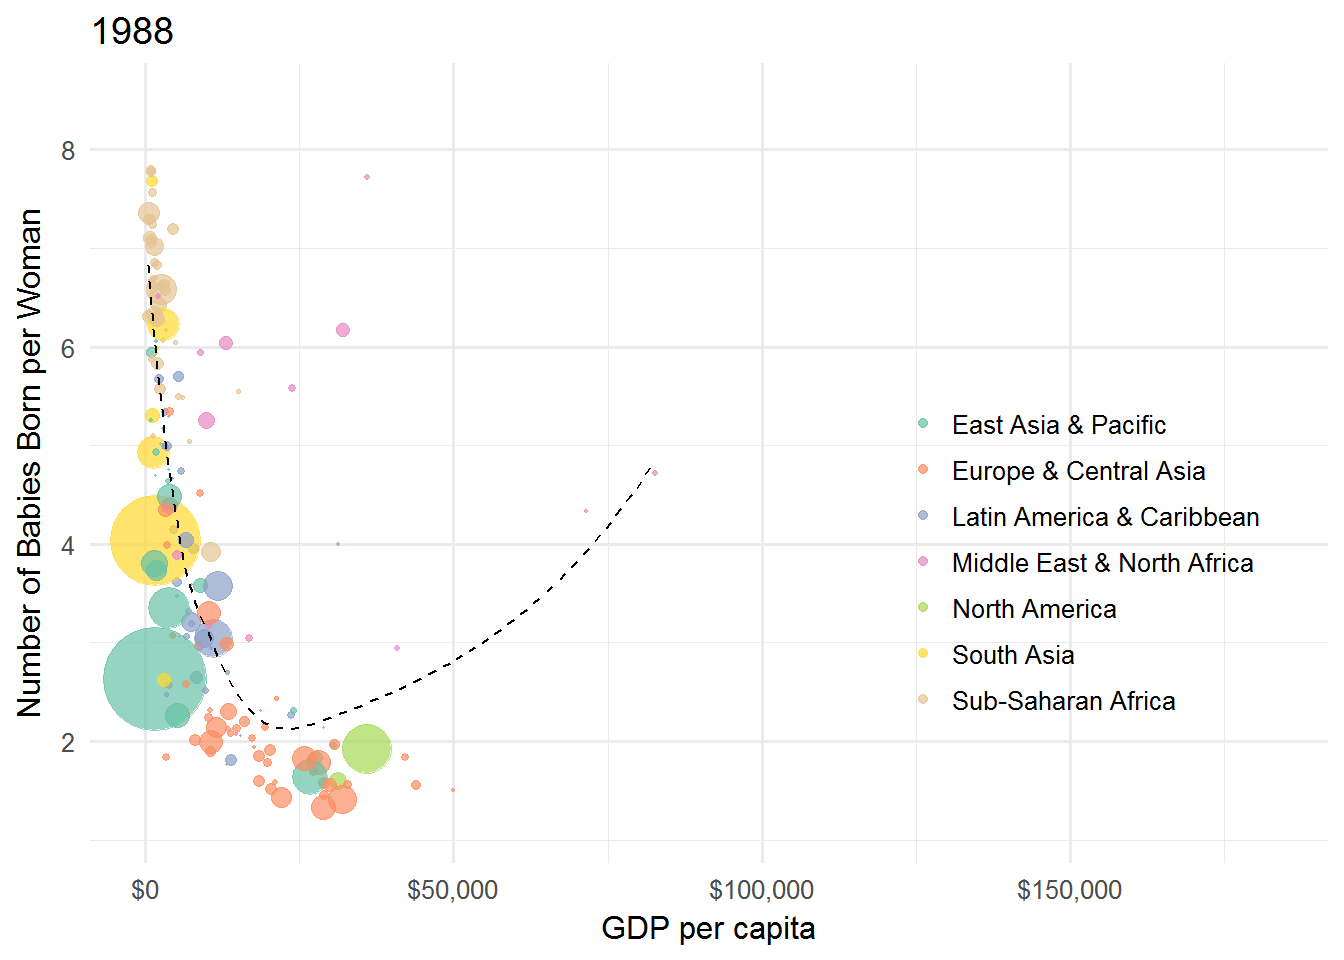 1988
Number of Babies Born per Woman
8
6
4
2
East Asia & Pacific
Europe & Central Asia
Latin America & Caribbean
Middle East & North Africa
North America
South Asia
Sub-Saharan Africa
$0
$50,000
$100,000
$150,000
GDP per capita